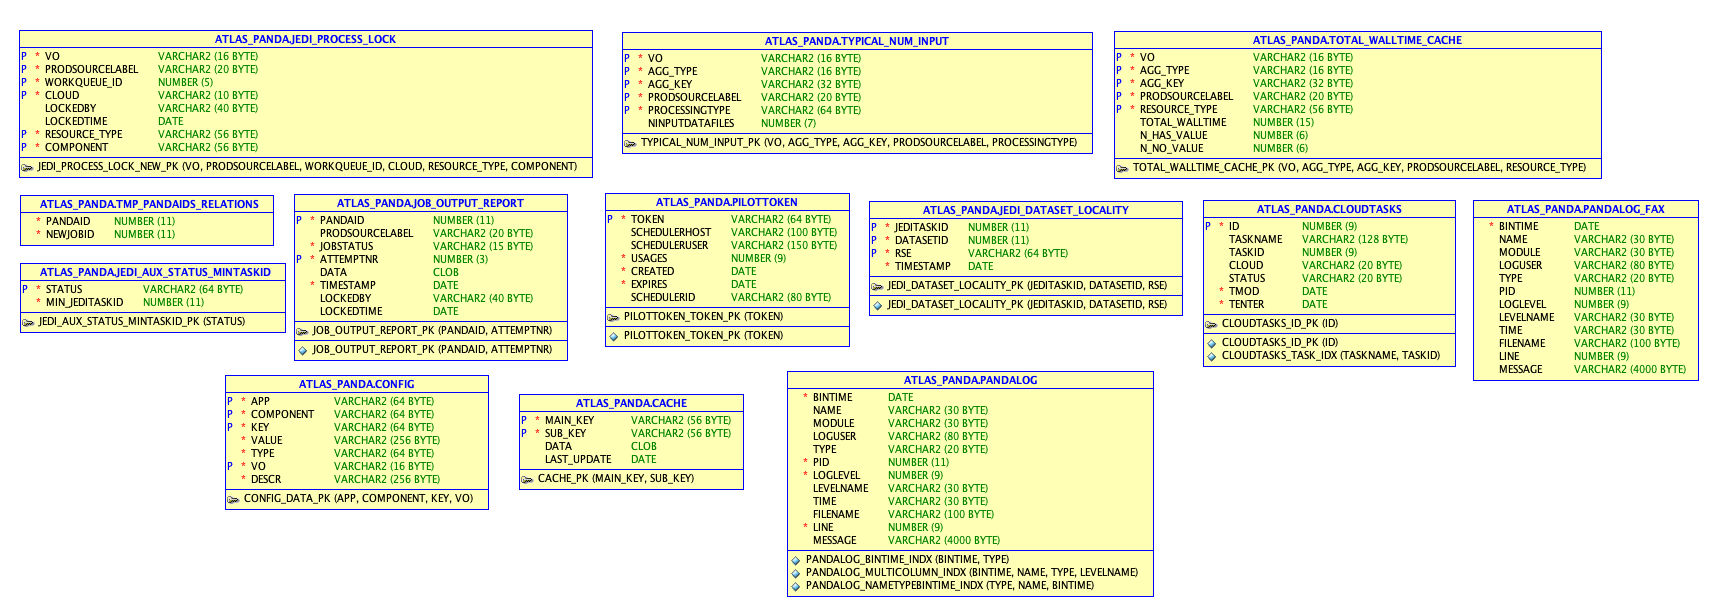 ATLAS_PANDA.JEDI_PROCESS_LOCK
P * VO VARCHAR2 (16 BYTE)
P * PRODSOURCELABEL VARCHAR2 (20 BYTE)
P * WORKQUEUE_ID NUMBER (5)
P * CLOUD VARCHAR2 (10 BYTE)
LOCKEDBY VARCHAR2 (40 BYTE)
LOCKEDTIME DATE
P * RESOURCE_TYPE VARCHAR2 (56 BYTE)
P * COMPONENT VARCHAR2 (56 BYTE)
JEDI_PROCESS_LOCK_NEW_PK (VO, PRODSOURCELABEL, WORKQUEUE_ID, CLOUD, RESOURCE_TYPE, COMPONENT)
ATLAS_PANDA.TYPICAL_NUM_INPUT
P * VO VARCHAR2 (16 BYTE)
P * AGG_TYPE VARCHAR2 (16 BYTE)
P * AGG_KEY VARCHAR2 (32 BYTE)
P * PRODSOURCELABEL VARCHAR2 (20 BYTE)
P * PROCESSINGTYPE VARCHAR2 (64 BYTE)
NINPUTDATAFILES NUMBER (7)
TYPICAL_NUM_INPUT_PK (VO, AGG_TYPE, AGG_KEY, PRODSOURCELABEL, PROCESSINGTYPE)
ATLAS_PANDA.TOTAL_WALLTIME_CACHE
P * VO VARCHAR2 (16 BYTE)
P * AGG_TYPE VARCHAR2 (16 BYTE)
P * AGG_KEY VARCHAR2 (32 BYTE)
P * PRODSOURCELABEL VARCHAR2 (20 BYTE)
P * RESOURCE_TYPE VARCHAR2 (56 BYTE)
TOTAL_WALLTIME NUMBER (15)
N_HAS_VALUE NUMBER (6)
N_NO_VALUE NUMBER (6)
TOTAL_WALLTIME_CACHE_PK (VO, AGG_TYPE, AGG_KEY, PRODSOURCELABEL, RESOURCE_TYPE)
ATLAS_PANDA.TMP_PANDAIDS_RELATIONS
* PANDAID NUMBER (11)
* NEWJOBID NUMBER (11)
ATLAS_PANDA.JEDI_AUX_STATUS_MINTASKID
P * STATUS VARCHAR2 (64 BYTE)
* MIN_JEDITASKID NUMBER (11)
JEDI_AUX_STATUS_MINTASKID_PK (STATUS)
ATLAS_PANDA.JOB_OUTPUT_REPORT
P * PANDAID NUMBER (11)
PRODSOURCELABEL VARCHAR2 (20 BYTE)
* JOBSTATUS VARCHAR2 (15 BYTE)
P * ATTEMPTNR NUMBER (3)
DATA CLOB
* TIMESTAMP DATE
LOCKEDBY VARCHAR2 (40 BYTE)
LOCKEDTIME DATE
JOB_OUTPUT_REPORT_PK (PANDAID, ATTEMPTNR)
JOB_OUTPUT_REPORT_PK (PANDAID, ATTEMPTNR)
ATLAS_PANDA.PILOTTOKEN
P * TOKEN VARCHAR2 (64 BYTE)
SCHEDULERHOST VARCHAR2 (100 BYTE)
SCHEDULERUSER VARCHAR2 (150 BYTE)
* USAGES NUMBER (9)
* CREATED DATE
* EXPIRES DATE
SCHEDULERID VARCHAR2 (80 BYTE)
PILOTTOKEN_TOKEN_PK (TOKEN)
PILOTTOKEN_TOKEN_PK (TOKEN)
ATLAS_PANDA.JEDI_DATASET_LOCALITY
P * JEDITASKID NUMBER (11)
P * DATASETID NUMBER (11)
P * RSE VARCHAR2 (64 BYTE)
* TIMESTAMP DATE
JEDI_DATASET_LOCALITY_PK (JEDITASKID, DATASETID, RSE)
JEDI_DATASET_LOCALITY_PK (JEDITASKID, DATASETID, RSE)
ATLAS_PANDA.CLOUDTASKS
P * ID NUMBER (9)
TASKNAME VARCHAR2 (128 BYTE)
TASKID NUMBER (9)
CLOUD VARCHAR2 (20 BYTE)
STATUS VARCHAR2 (20 BYTE)
* TMOD DATE
* TENTER DATE
CLOUDTASKS_ID_PK (ID)
CLOUDTASKS_ID_PK (ID)
CLOUDTASKS_TASK_IDX (TASKNAME, TASKID)
ATLAS_PANDA.PANDALOG_FAX
* BINTIME DATE
NAME VARCHAR2 (30 BYTE)
MODULE VARCHAR2 (30 BYTE)
LOGUSER VARCHAR2 (80 BYTE)
TYPE VARCHAR2 (20 BYTE)
PID NUMBER (11)
LOGLEVEL NUMBER (9)
LEVELNAME VARCHAR2 (30 BYTE)
TIME VARCHAR2 (30 BYTE)
FILENAME VARCHAR2 (100 BYTE)
LINE NUMBER (9)
MESSAGE VARCHAR2 (4000 BYTE)
ATLAS_PANDA.CONFIG
P * APP VARCHAR2 (64 BYTE)
P * COMPONENT VARCHAR2 (64 BYTE)
P * KEY VARCHAR2 (64 BYTE)
* VALUE VARCHAR2 (256 BYTE)
* TYPE VARCHAR2 (64 BYTE)
P * VO VARCHAR2 (16 BYTE)
* DESCR VARCHAR2 (256 BYTE)
CONFIG_DATA_PK (APP, COMPONENT, KEY, VO)
ATLAS_PANDA.CACHE
P * MAIN_KEY VARCHAR2 (56 BYTE)
P * SUB_KEY VARCHAR2 (56 BYTE)
DATA CLOB
LAST_UPDATE DATE
CACHE_PK (MAIN_KEY, SUB_KEY)
ATLAS_PANDA.PANDALOG
* BINTIME DATE
NAME VARCHAR2 (30 BYTE)
MODULE VARCHAR2 (30 BYTE)
LOGUSER VARCHAR2 (80 BYTE)
TYPE VARCHAR2 (20 BYTE)
* PID NUMBER (11)
* LOGLEVEL NUMBER (9)
LEVELNAME VARCHAR2 (30 BYTE)
TIME VARCHAR2 (30 BYTE)
FILENAME VARCHAR2 (100 BYTE)
* LINE NUMBER (9)
MESSAGE VARCHAR2 (4000 BYTE)
PANDALOG_BINTIME_INDX (BINTIME, TYPE)
PANDALOG_MULTICOLUMN_INDX (BINTIME, NAME, TYPE, LEVELNAME)
PANDALOG_NAMETYPEBINTIME_INDX (TYPE, NAME, BINTIME)